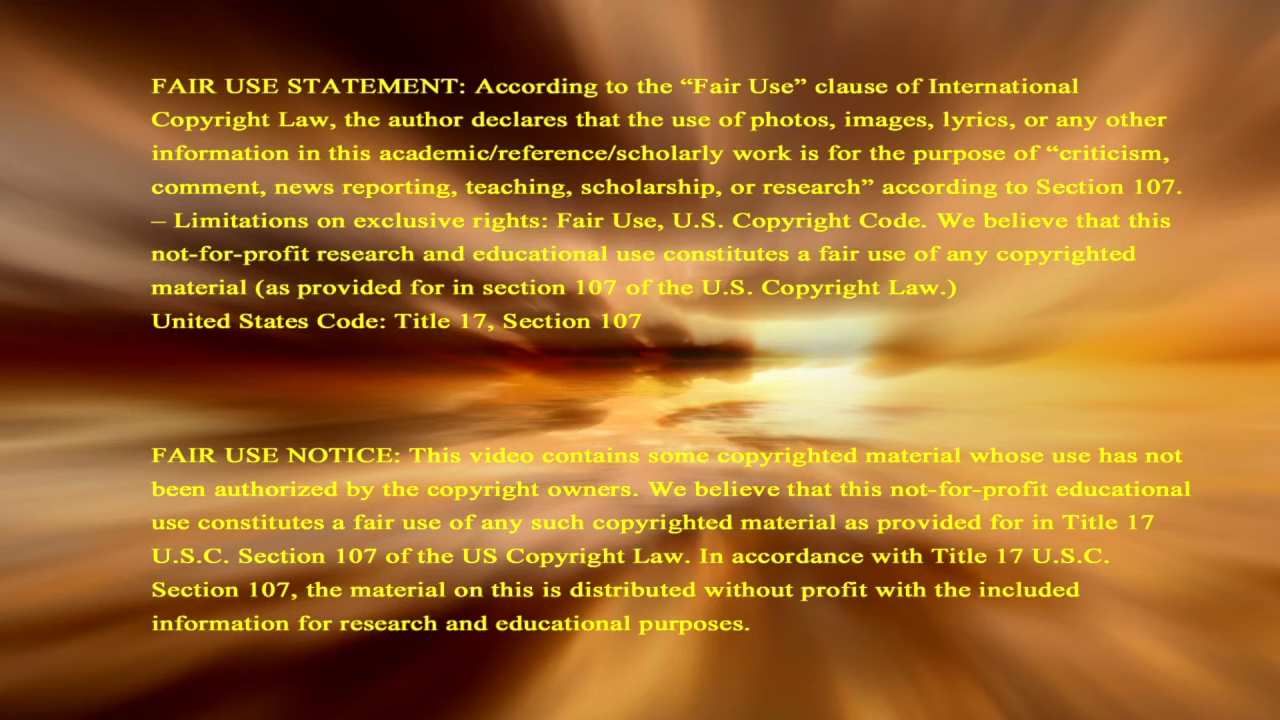 FAIR USE STATEMENT: According to the “Fair Use” clause of International
Copyright Law, the author declares that the use of photos, images, lyrics, or any other
information in this academic/reference/scholarly work is for the purpose of “criticism,
comment, news reporting, teaching, scholarship, or research” according to Section 107.
– Limitations on exclusive rights: Fair Use, U.S. Copyright Code. We believe that this
not-for-profit research and educational use constitutes a fair use of any copyrighted
material (as provided for in section 107 of the U.S. Copyright Law.)
United States Code: Title 17, Section 107
FAIR USE NOTICE: This video contains some copyrighted material whose use has not
been authorized by the copyright owners. We believe that this not-for-profit educational
use constitutes a fair use of any such copyrighted material as provided for in Title 17
U.S.C. Section 107 of the US Copyright Law. In accordance with Title 17 U.S.C.
Section 107, the material on this is distributed without profit with the included
information for research and educational purposes.